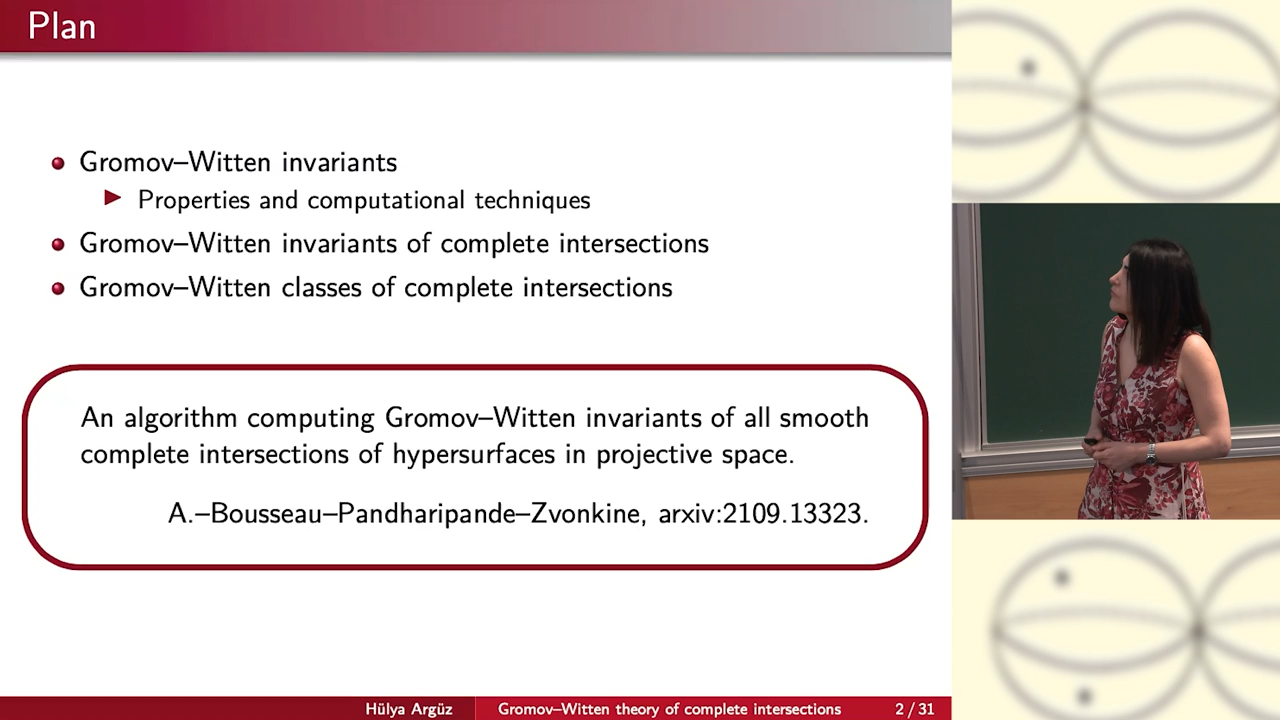 Plan
Gromov–Witten invariants
Properties and computational techniques
Gromov–Witten invariants of complete intersections
Gromov–Witten classes of complete intersections
An algorithm computing Gromov–Witten invariants of all smooth
complete intersections of hypersurfaces in projective space.
A.–Bousseau–Pandharipande–Zvonkine, arxiv:2109.13323.
Hülya Argüz
Gromov–Witten theory of complete intersections
2 / 31